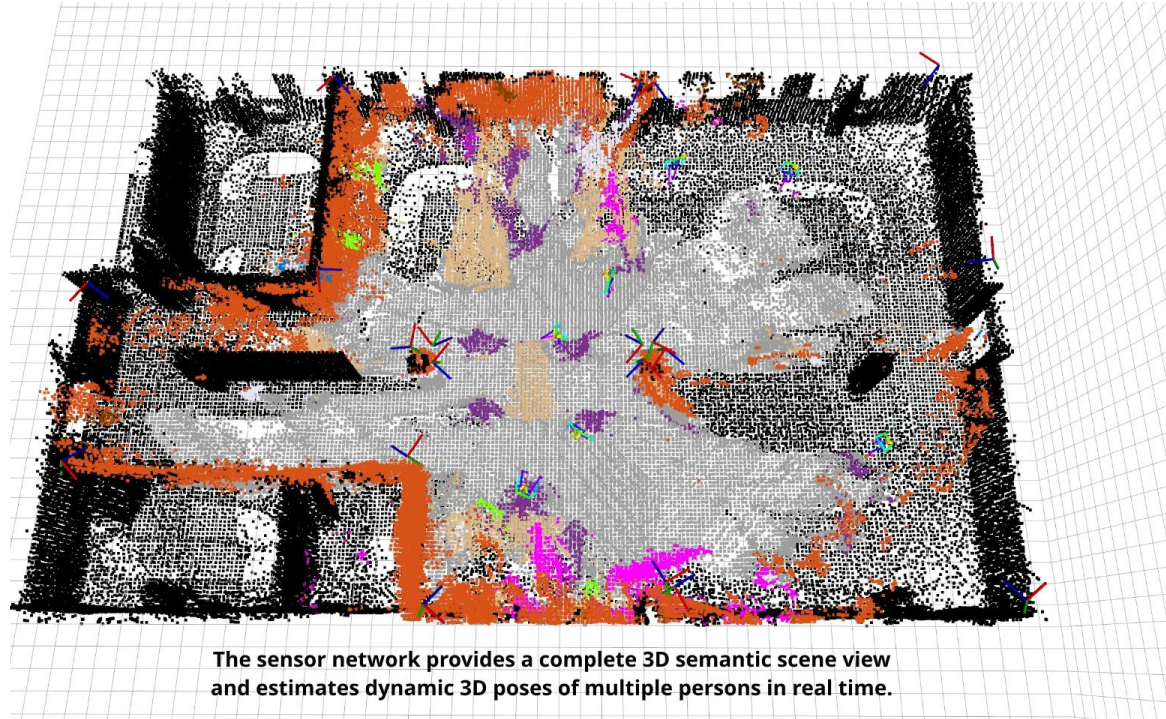 The sensor network provides a complete 3D semantic scene view
and estimates dynamic 3D poses of multiple persons in real time.